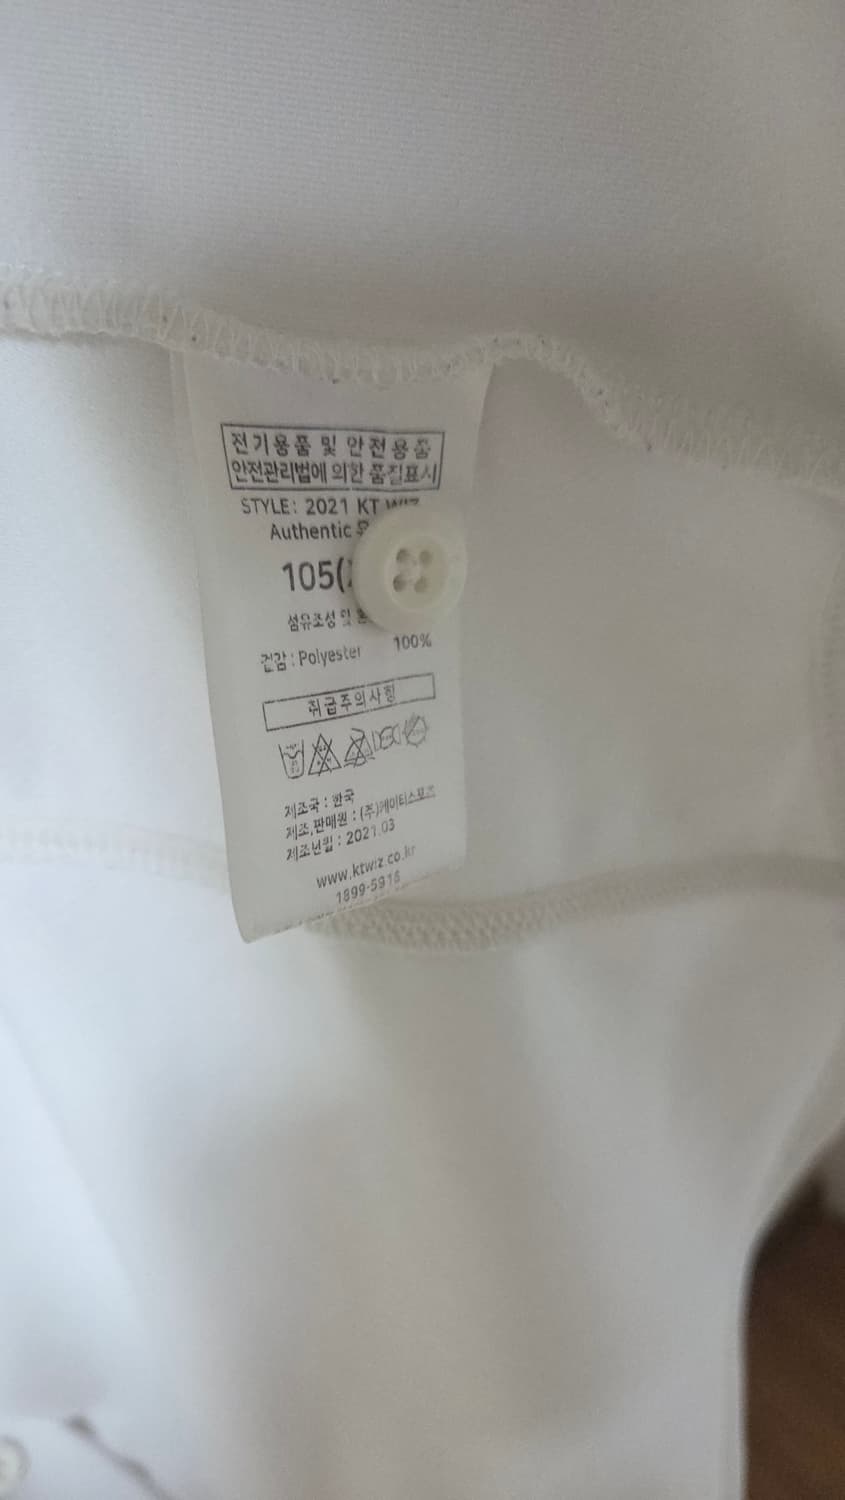 전기용품 및 안전용품
안전관리법에 의한 품질표시
STYLE: 2021 KT WIZ
Authentic
105(
섬유조성 및
겉감 : Polyester 100%
취급주의사항
제조국 : 한국
제조,판매원 : (주)케이티스포츠
제조년월 : 2021.03
www.ktwiz.co.kr
1899-5916